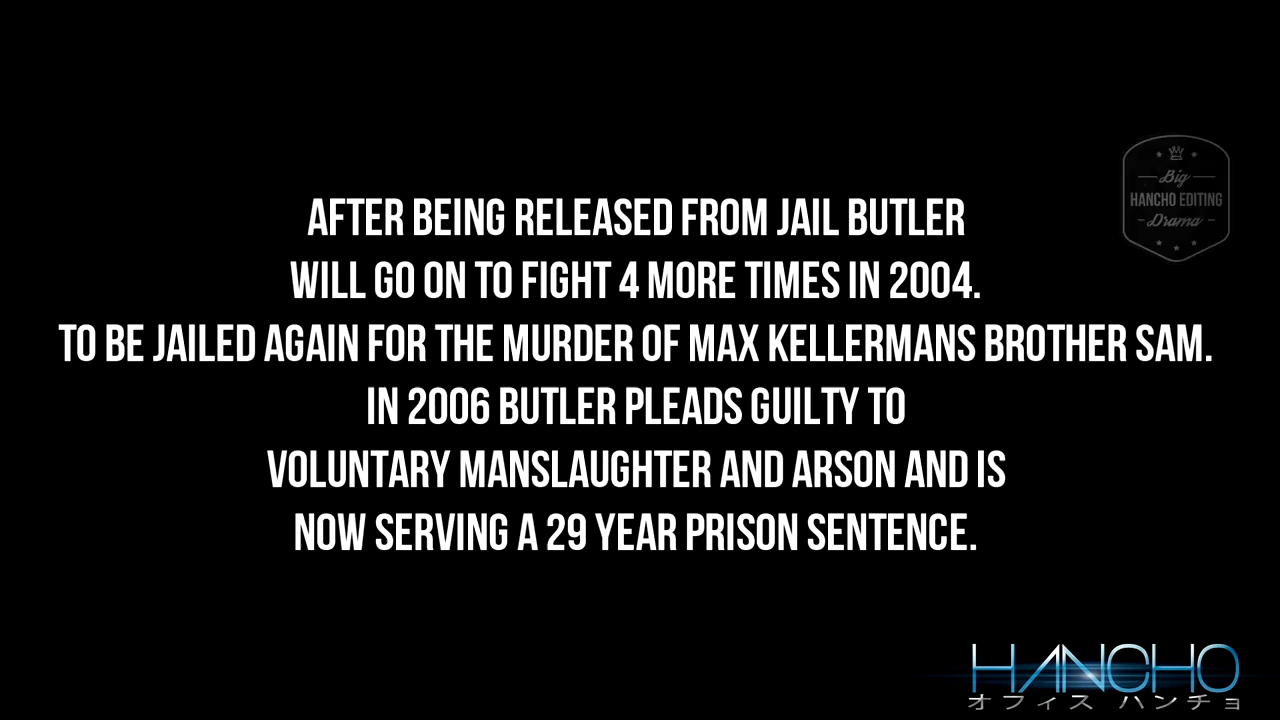 Big
HANCHO EDITING
Drama
AFTER BEING RELEASED FROM JAIL BUTLER
WILL GO ON TO FIGHT 4 MORE TIMES IN 2004.
TO BE JAILED AGAIN FOR THE MURDER OF MAX KELLERMANS BROTHER SAM.
IN 2006 BUTLER PLEADS GUILTY TO
VOLUNTARY MANSLAUGHTER AND ARSON AND IS
NOW SERVING A 29 YEAR PRISON SENTENCE.
HANCHO
オフィス ハンチョ